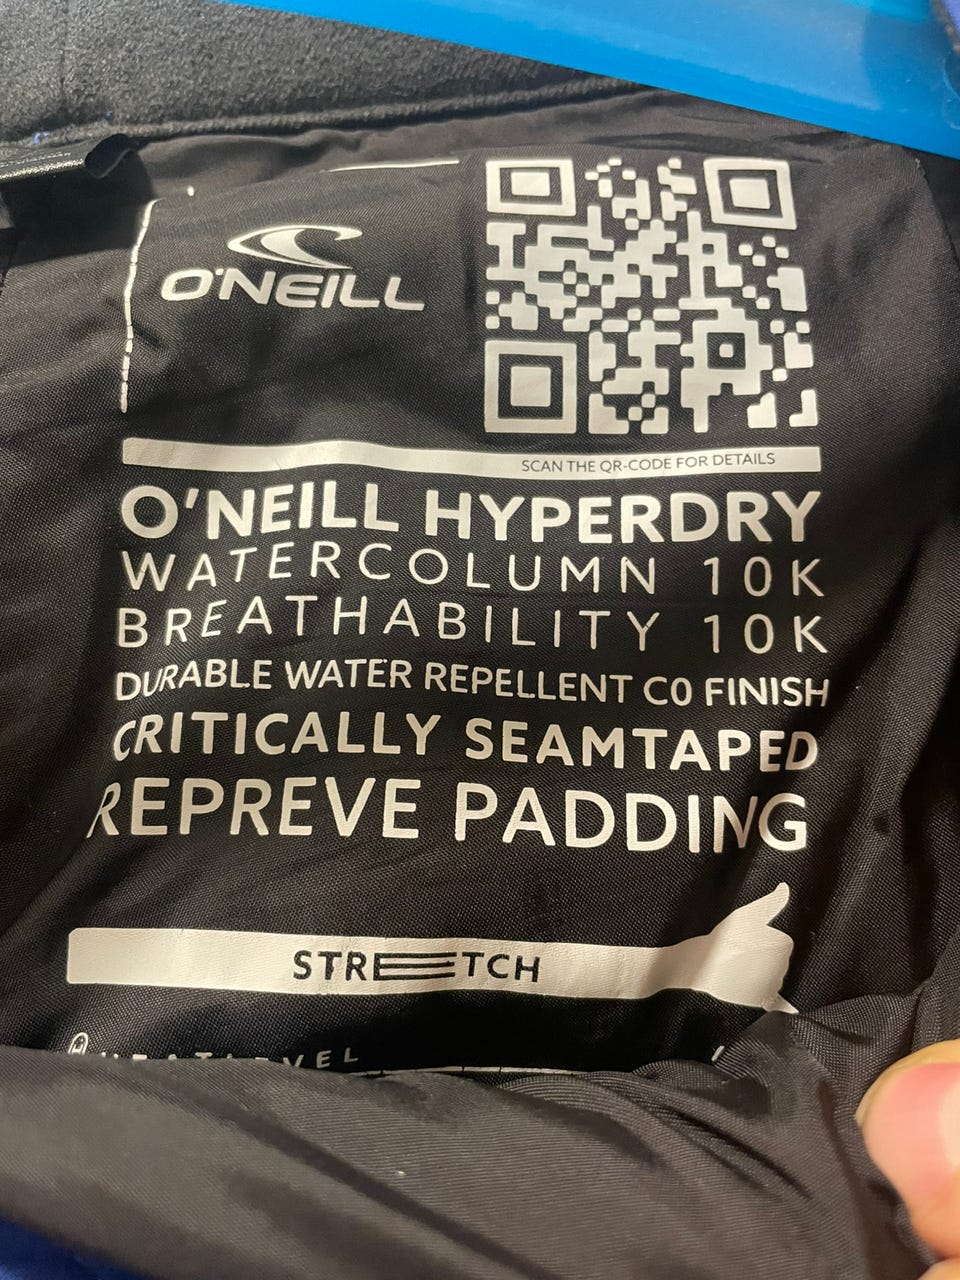 O'NEILL
SCAN THE QR-CODE FOR DETAILS
O'NEILL HYPERDRY
WATERCOLUMN 10K
BREATHABILITY 10K
DURABLE WATER REPELLENT C0 FINISH
CRITICALLY SEAMTAPED
REPREVE PADDING
STRETCH